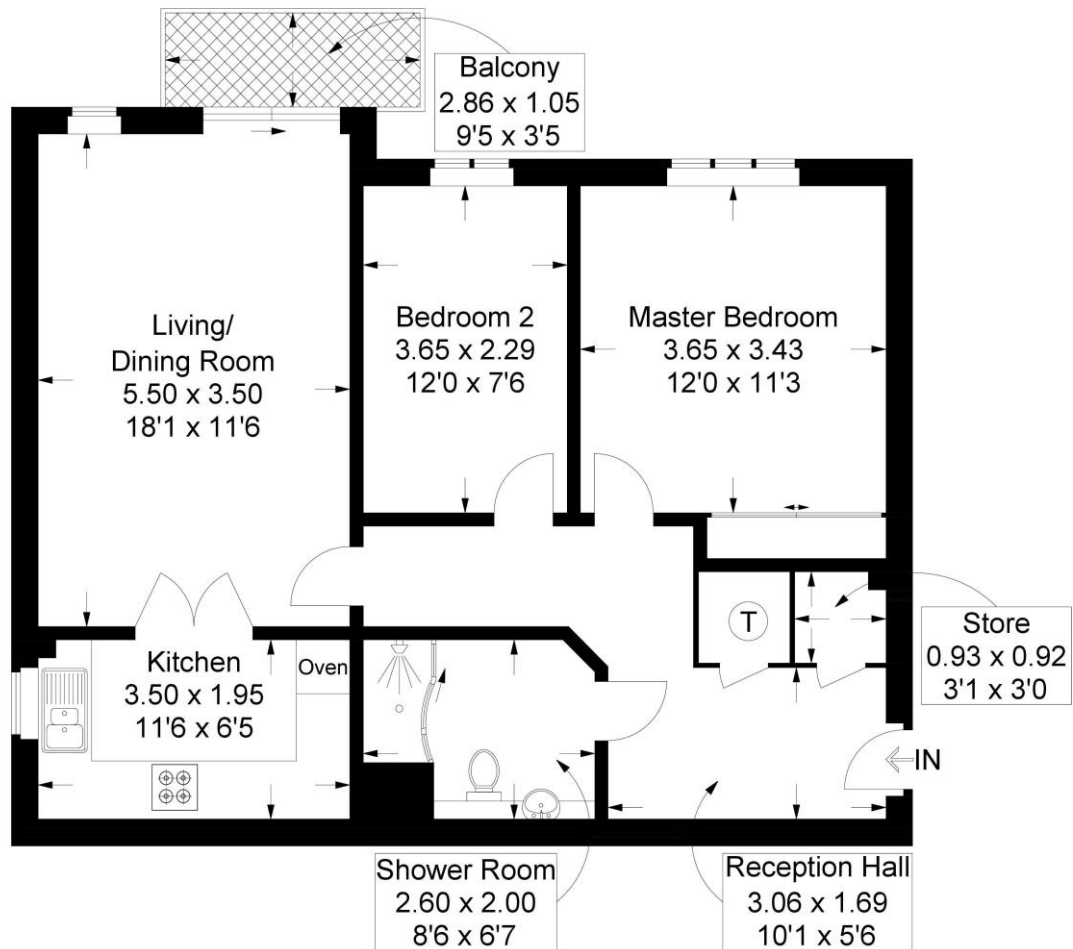 Balcony
2.86 x 1.05
9'5 x 3'5
Living/
Dining Room
5.50 x 3.50
18'1 x 11'6
Bedroom 2
3.65 x 2.29
12'0 x 7'6
Master Bedroom
3.65 x 3.43
12'0 x 11'3
T
Store
0.93 x 0.92
3'1 x 3'0
Kitchen
3.50 x 1.95
11'6 x 6'5
Oven
IN
Shower Room
2.60 x 2.00
8'6 x 6'7
Reception Hall
3.06 x 1.69
10'1 x 5'6